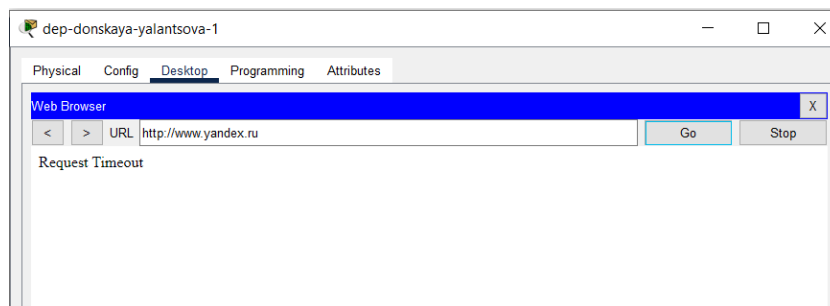 dep-donskaya-yalantsova-1
Physical Config Desktop Programming Attributes
Web Browser X
< > URL http://www.yandex.ru Go Stop
Request Timeout